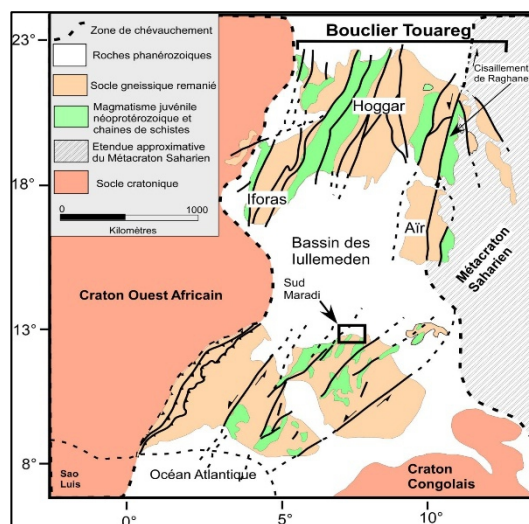 23°
18°
13°
8°
Zone de chévauchement
Roches phanérozoiques
Socle gneissique remanié
Magmatisme juvénile
néoprotérozoique et
chaines de schistes
Etendue approximative
du Métacraton Saharien
Socle cratonique
0 1000
Kilomètres
Bouclier Touareg
Cisaillement
de Raghane
Hoggar
Iforas
Aïr
Bassin des
Iullemeden
Métacraton
Saharien
Sud
Maradi
Craton Ouest Africain
Sao
Luis
Océan Atlantique
Craton
Congolais
0° 5° 10°